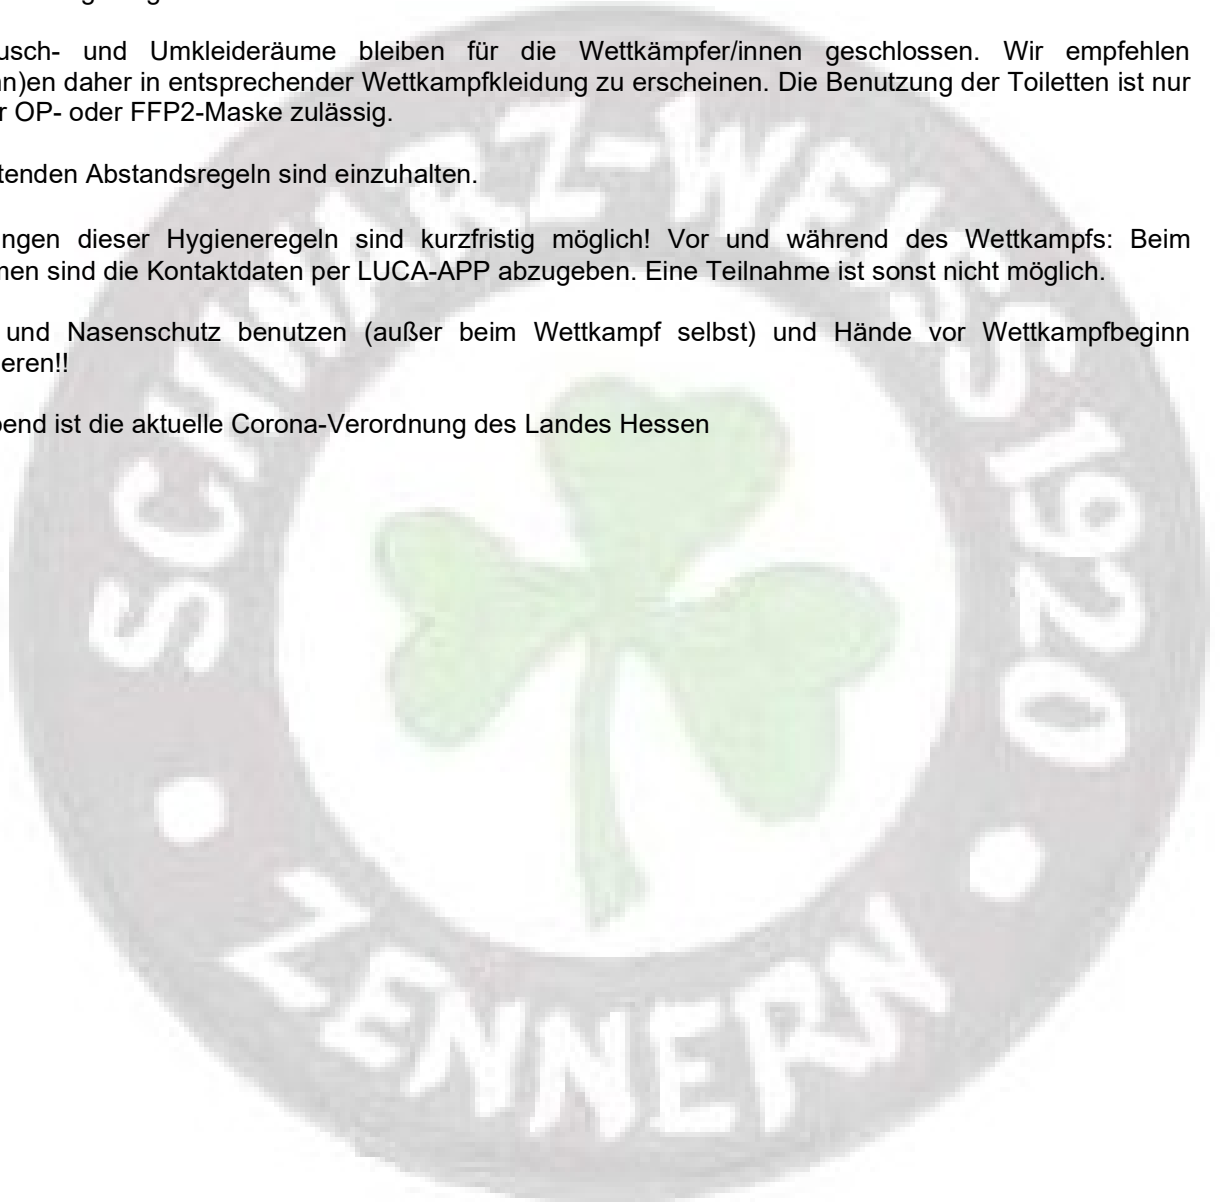 usch- und Umkleideräume bleiben für die Wettkämpfer/innen geschlossen. Wir empfehlen
nn)en daher in entsprechender Wettkampfkleidung zu erscheinen. Die Benutzung der Toiletten ist nur
r OP- oder FFP2-Maske zulässig.
tenden Abstandsregeln sind einzuhalten.
ngen dieser Hygieneregeln sind kurzfristig möglich! Vor und während des Wettkampfs: Beim
men sind die Kontaktdaten per LUCA-APP abzugeben. Eine Teilnahme ist sonst nicht möglich.
und Nasenschutz benutzen (außer beim Wettkampf selbst) und Hände vor Wettkampfbeginn
eren!!
bend ist die aktuelle Corona-Verordnung des Landes Hessen
SCHWARZ-WEISS 1920
ZENNERN